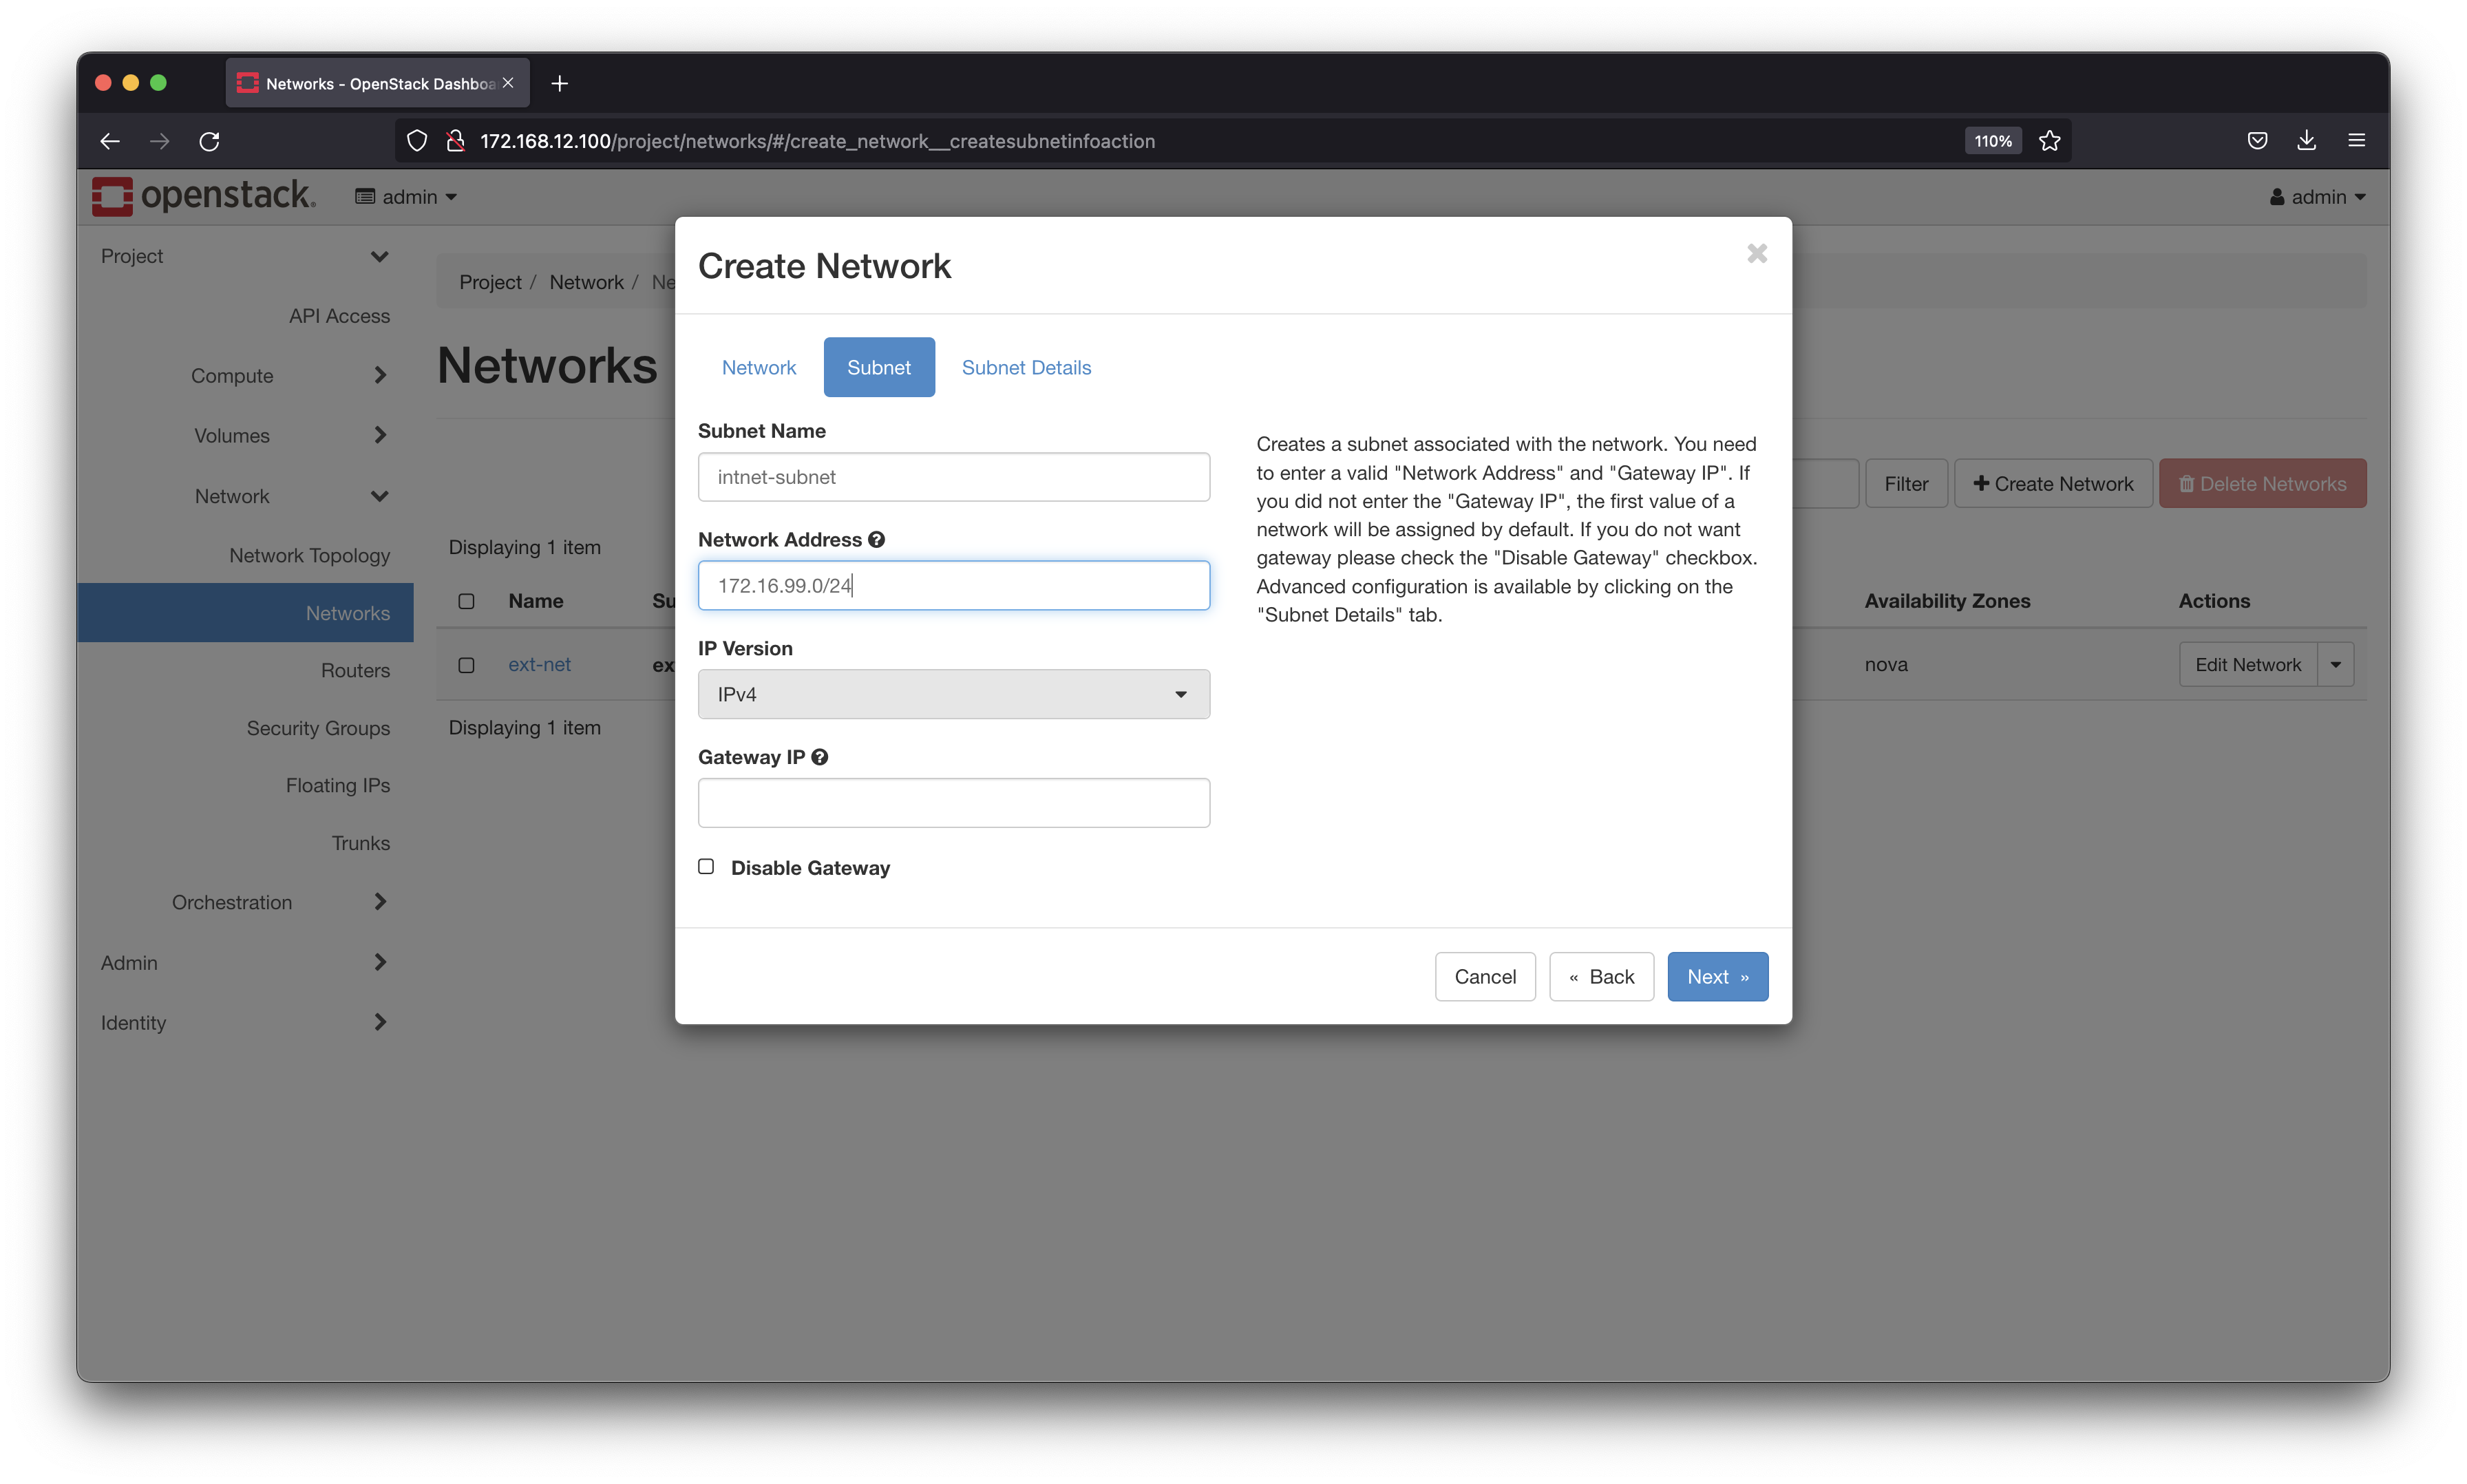 Networks - OpenStack Dashboa
172.168.12.100/project/networks/#/create_network__createsubnetinfoaction
110%
openstack.
admin
admin
Project
API Access
Compute
Volumes
Network
Network Topology
Networks
Routers
Security Groups
Floating IPs
Trunks
Orchestration
Admin
Identity
Project / Network / Ne
Networks
Filter
Create Network
Delete Networks
Displaying 1 item
Name Su Availability Zones Actions
ext-net ex nova Edit Network
Displaying 1 item
Create Network
Network Subnet Subnet Details
Subnet Name
intnet-subnet
Network Address
172.16.99.0/24
IP Version
IPv4
Gateway IP
Disable Gateway
Creates a subnet associated with the network. You need
to enter a valid "Network Address" and "Gateway IP". If
you did not enter the "Gateway IP", the first value of a
network will be assigned by default. If you do not want
gateway please check the "Disable Gateway" checkbox.
Advanced configuration is available by clicking on the
"Subnet Details" tab.
Cancel « Back Next »